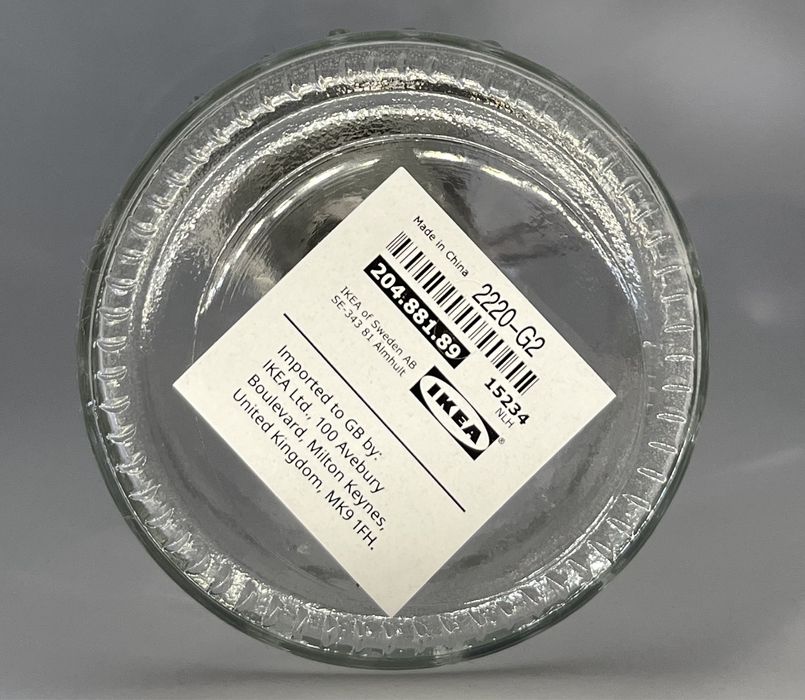 Made in China
2220-G2
204.881.89
15234
NLH
IKEA of Sweden AB
SE-343 81 Älmhult
IKEA®
Imported to GB by:
IKEA Ltd., 100 Avebury
Boulevard, Milton Keynes,
United Kingdom, MK9 1FH.